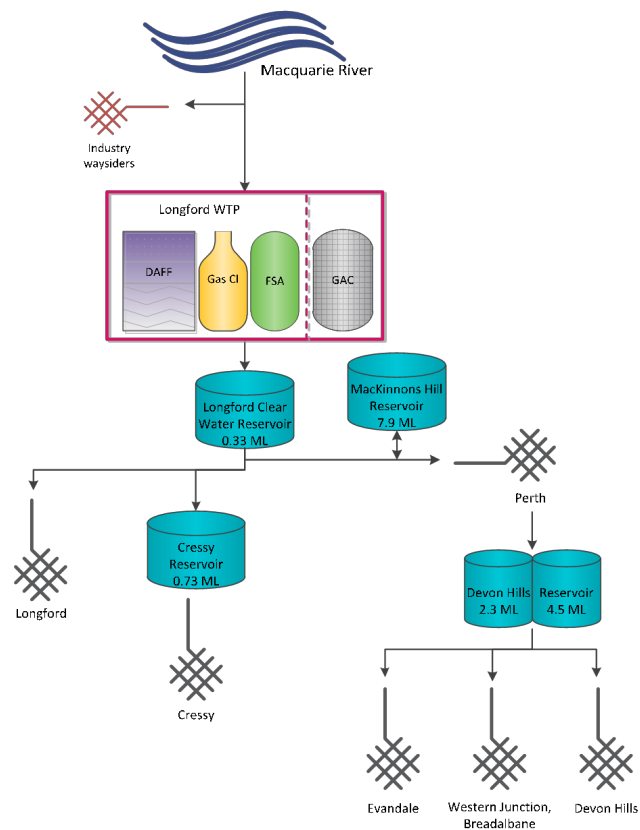 Macquarie River
Industry
waysiders
Longford WTP
DAFF
Gas Cl
FSA
GAC
Longford Clear
Water Reservoir
0.33 ML
MacKinnons Hill
Reservoir
7.9 ML
Perth
Cressy
Reservoir
0.73 ML
Longford
Devon Hills
2.3 ML
Reservoir
4.5 ML
Cressy
Evandale
Western Junction,
Breadalbane
Devon Hills